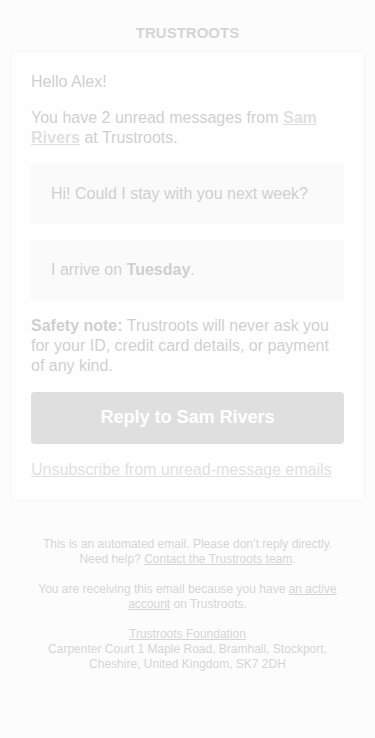 TRUSTROOTS
Hello Alex!
You have 2 unread messages from Sam
Rivers at Trustroots.
Hi! Could I stay with you next week?
I arrive on Tuesday.
Safety note: Trustroots will never ask you
for your ID, credit card details, or payment
of any kind.
Reply to Sam Rivers
Unsubscribe from unread-message emails
This is an automated email. Please don’t reply directly.
Need help? Contact the Trustroots team.
You are receiving this email because you have an active
account on Trustroots.
Trustroots Foundation
Carpenter Court 1 Maple Road, Bramhall, Stockport,
Cheshire, United Kingdom, SK7 2DH